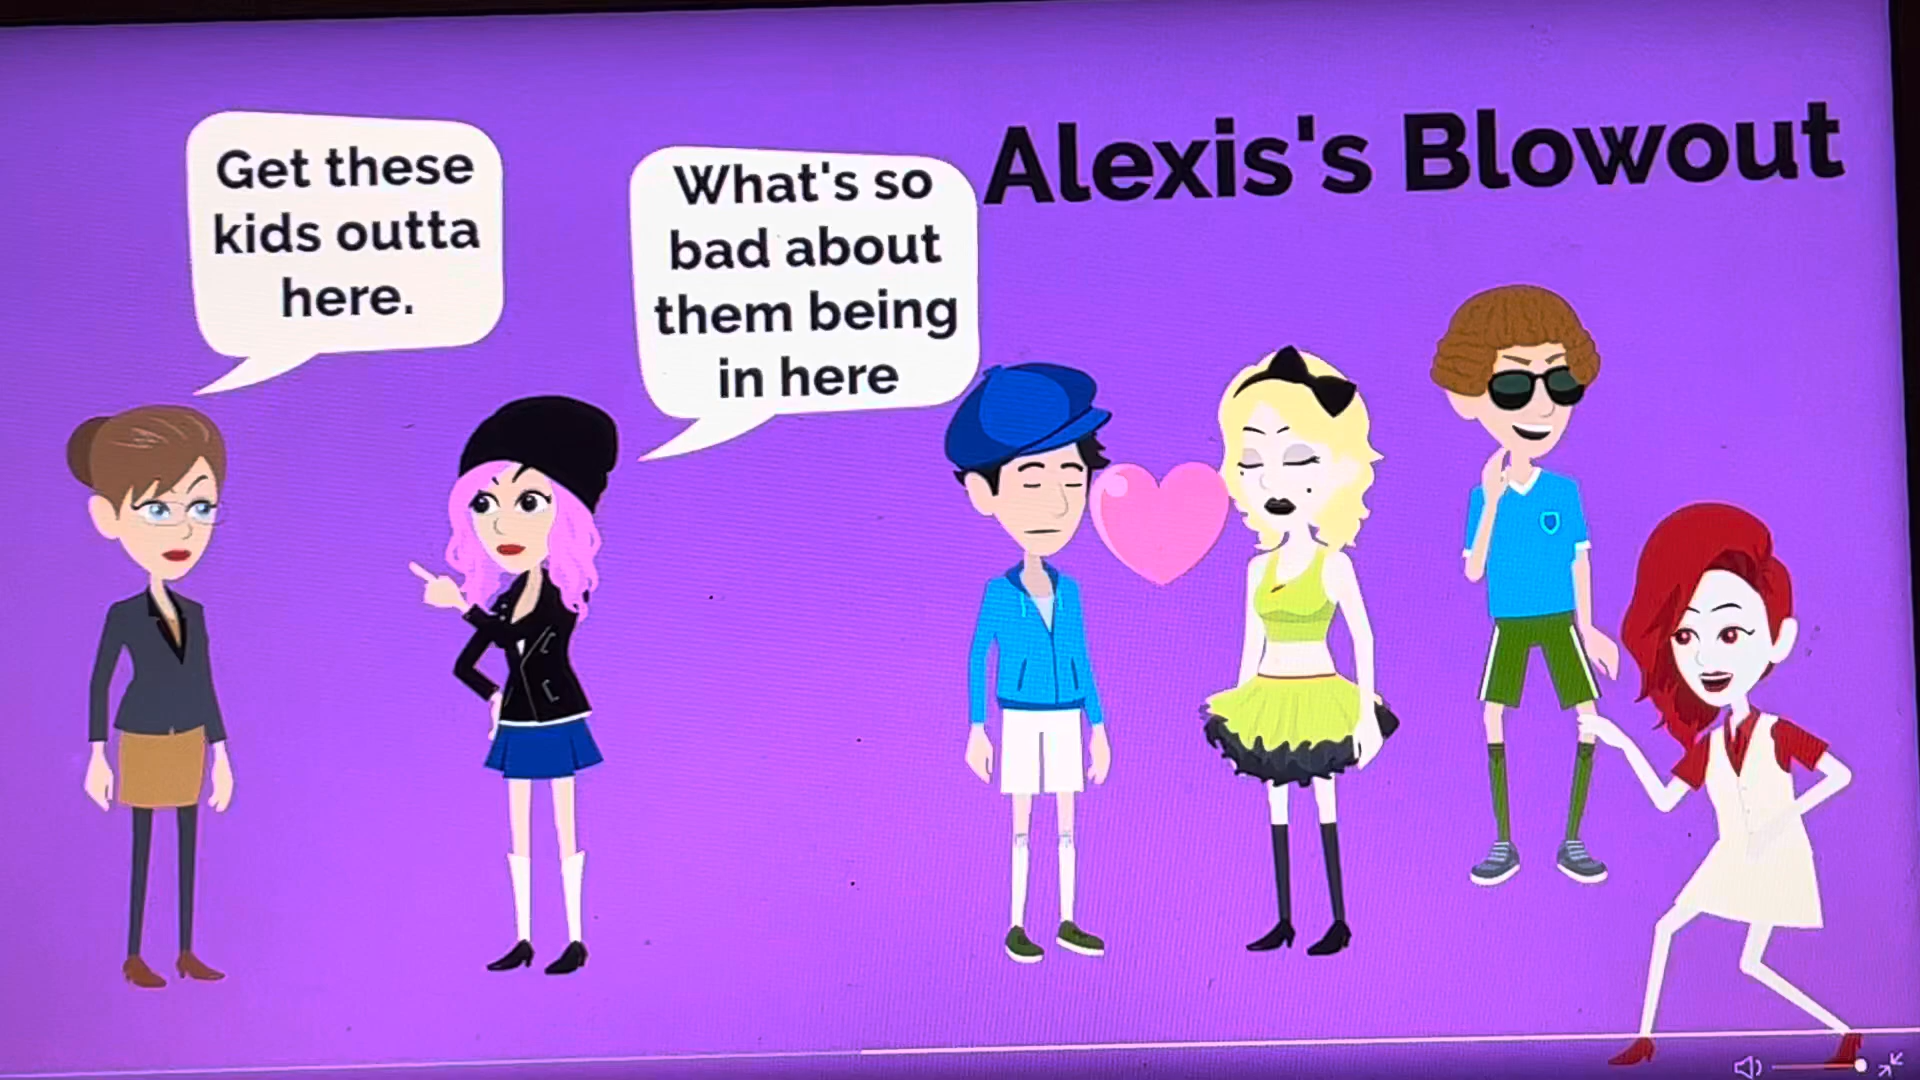 Get these
kids outta
here.
What's so
bad about
them being
in here
Alexis's Blowout